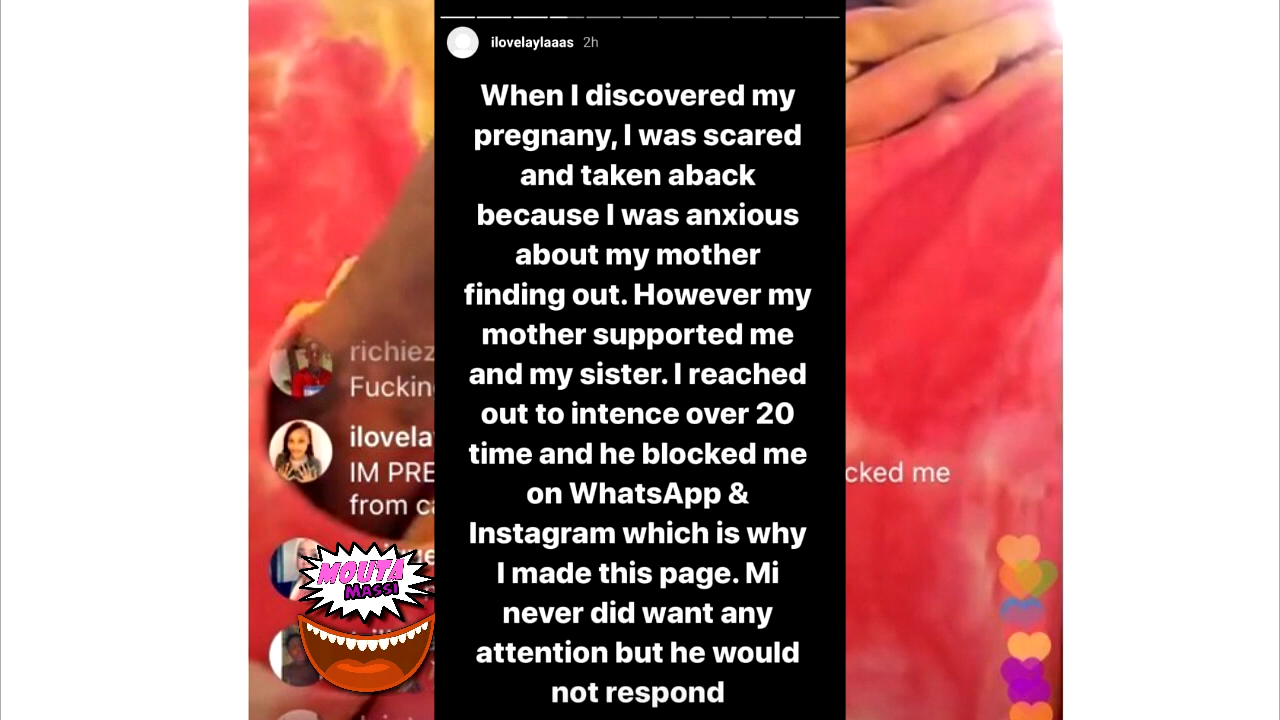 ilovelaylaaas 2h
When I discovered my
pregnany, I was scared
and taken aback
because I was anxious
about my mother
finding out. However my
mother supported me
and my sister. I reached
out to intence over 20
time and he blocked me
on WhatsApp &
Instagram which is why
I made this page. Mi
never did want any
attention but he would
not respond
richiez
Fuckin
ilovela
IM PRE
cked me
from ca
MOUTA
MASSI